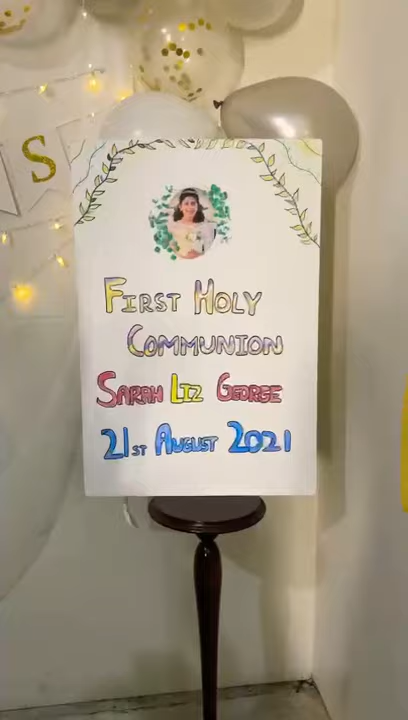 S
FIRST HOLY
COMMUNION
SARAH LIZ GEORGE
21ST AUGUST 2021